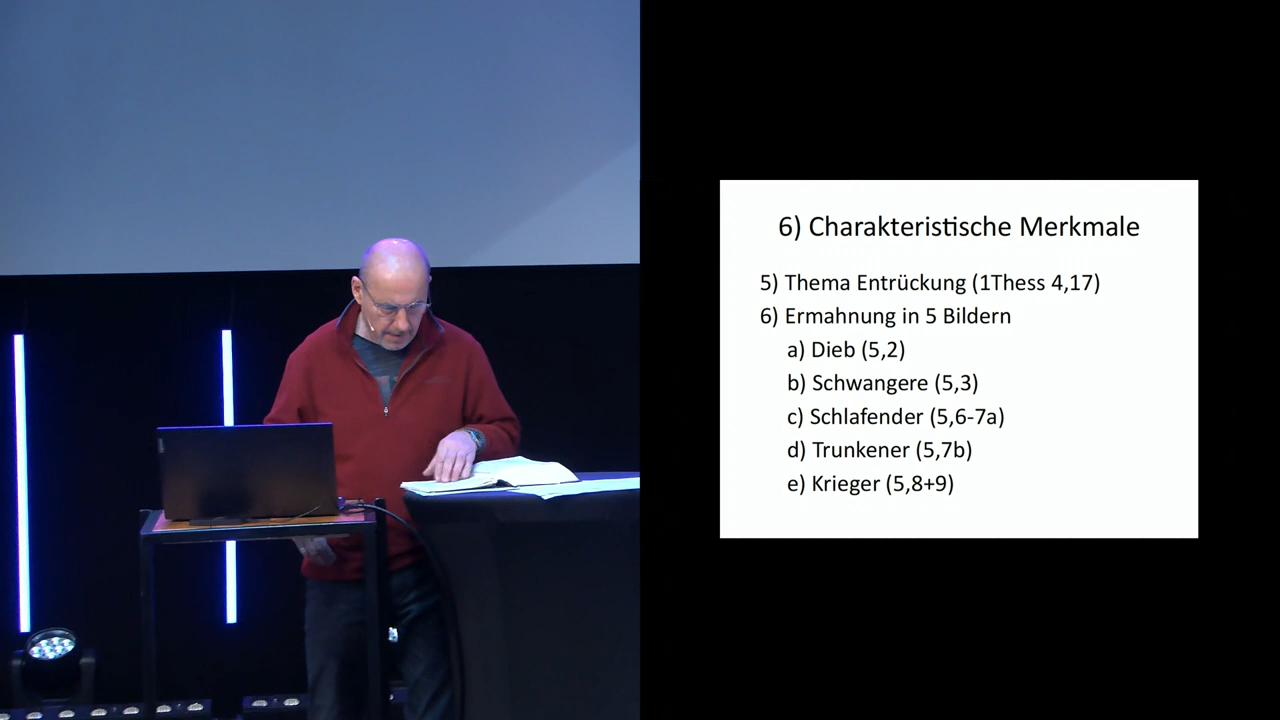 6) Charakteristische Merkmale
5) Thema Entrückung (1Thess 4,17)
6) Ermahnung in 5 Bildern
a) Dieb (5,2)
b) Schwangere (5,3)
c) Schlafender (5,6-7a)
d) Trunkener (5,7b)
e) Krieger (5,8+9)